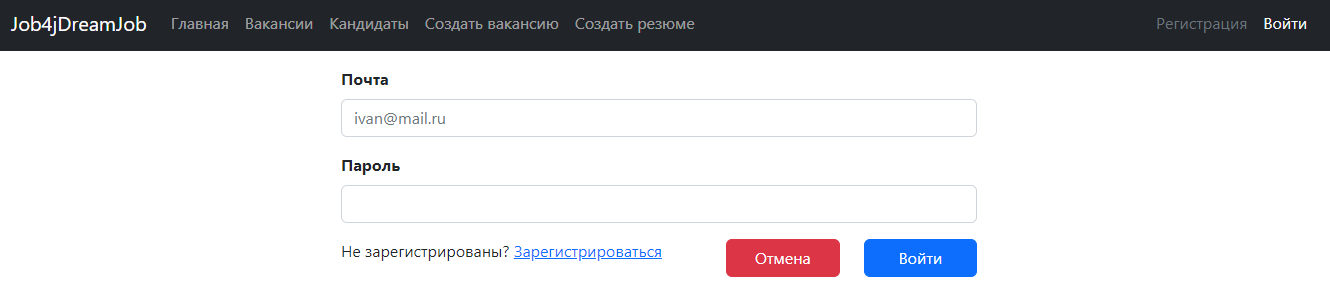 Job4jDreamJob Главная Вакансии Кандидаты Создать вакансию Создать резюме Регистрация Войти
Почта
ivan@mail.ru
Пароль
Не зарегистрированы? Зарегистрироваться Отмена Войти